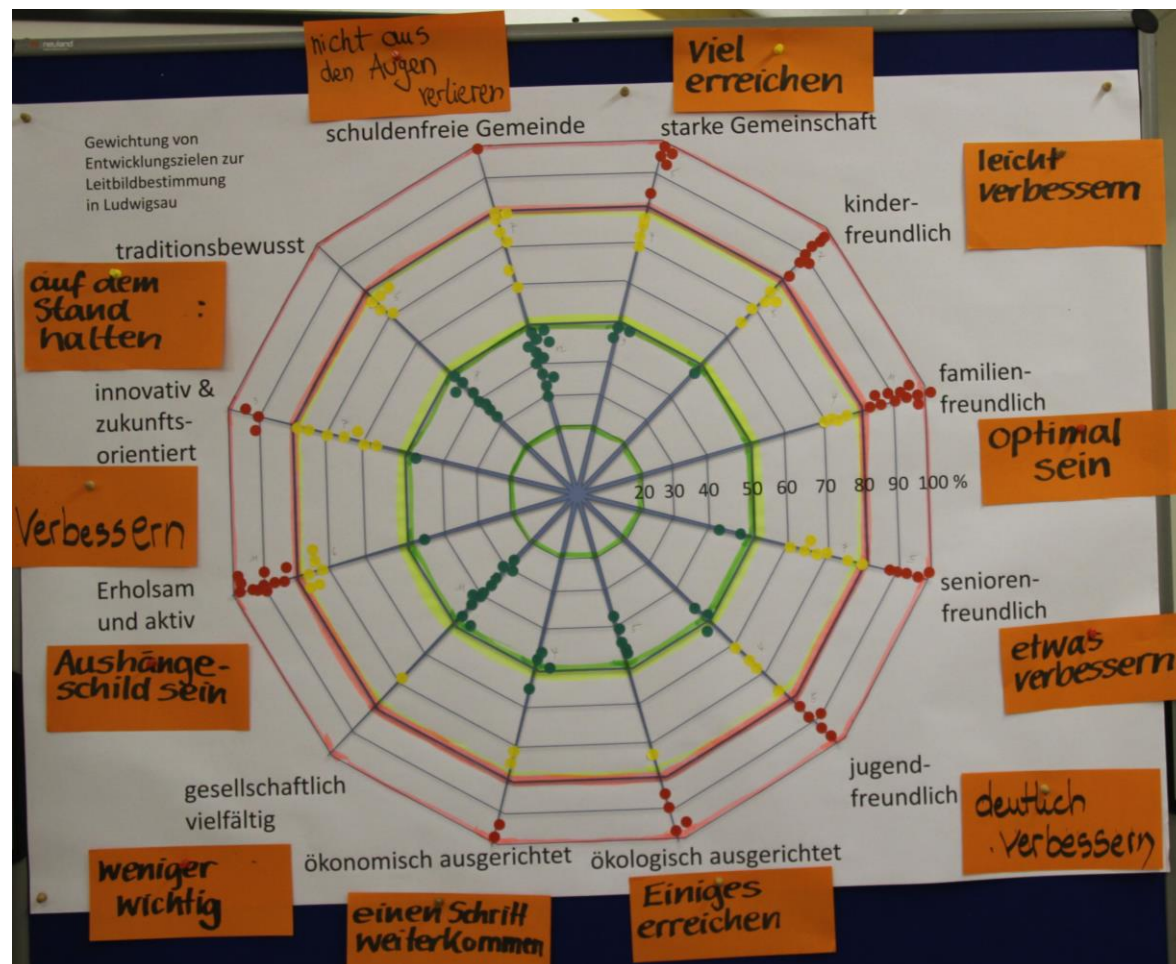 neuland
nicht aus
den Augen
verlieren
viel
erreichen
schuldenfreie Gemeinde
starke Gemeinschaft
Gewichtung von
Entwicklungszielen zur
Leitbildbestimmung
in Ludwigsau
leicht
verbessern
kinder-
freundlich
traditionsbewusst
auf dem
Stand :
halten
familien-
freundlich
innovativ &
zukunfts-
orientiert
optimal
sein
20 30 40 50 60 70 80 90 100 %
Verbessern
Erholsam
und aktiv
senioren-
freundlich
etwas
verbessern
Aushänge-
schild sein
jugend-
freundlich
gesellschaftlich
vielfältig
deutlich
verbessern
ökonomisch ausgerichtet
ökologisch ausgerichtet
weniger
wichtig
einen Schritt
weiterkommen
Einiges
erreichen